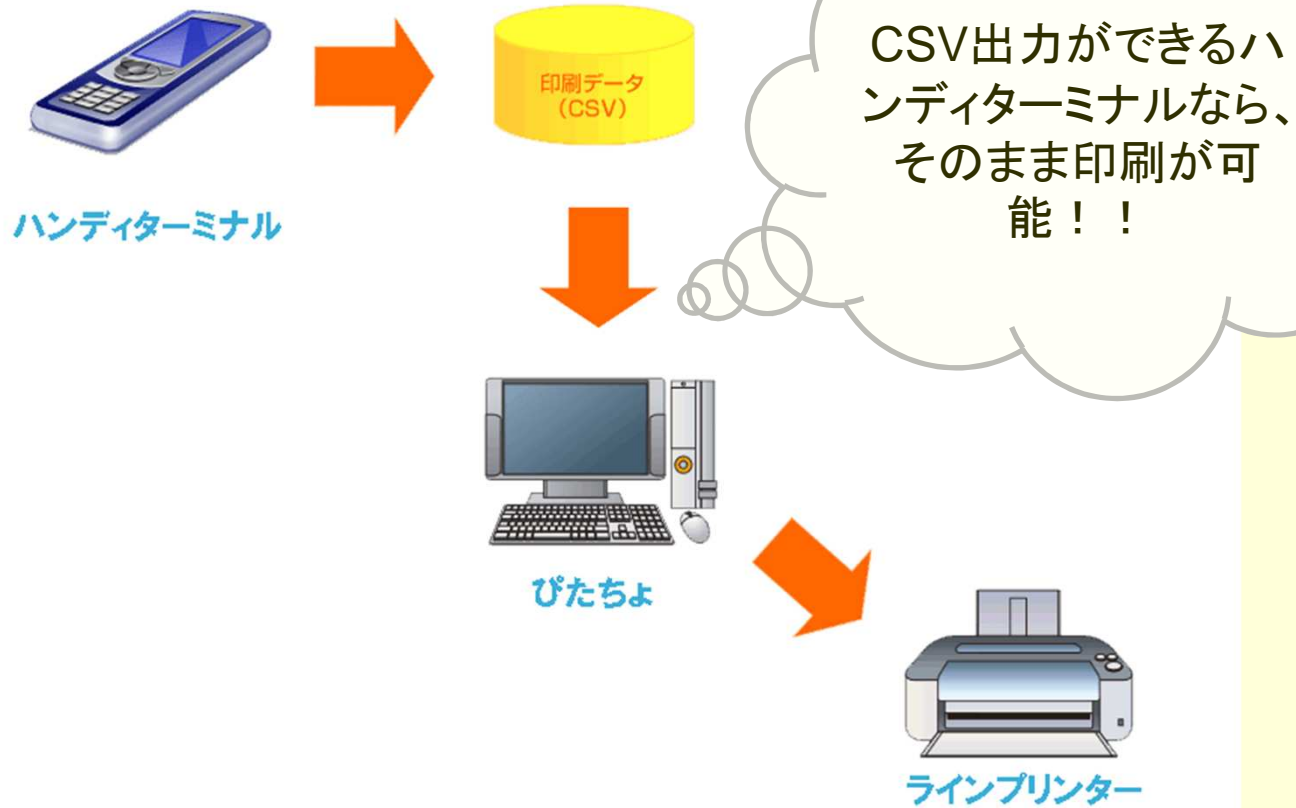 CSV出力ができるハ
ンディターミナルなら、
そのまま印刷が可
能！！
印刷データ
（CSV）
ハンディターミナル
ぴたちょ
ラインプリンター